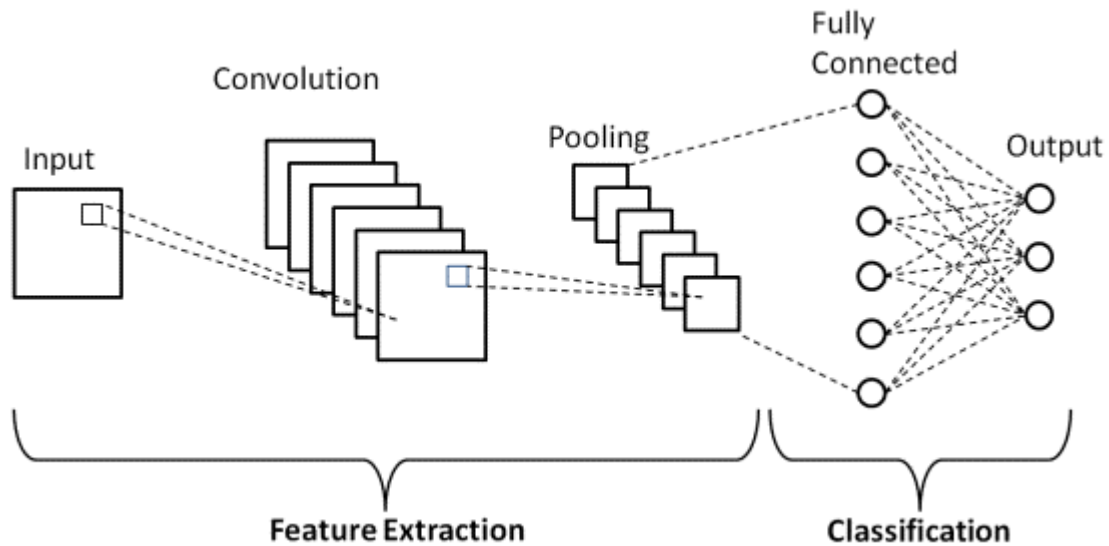 Fully
Connected
Convolution
Pooling
Input
Output
Feature Extraction
Classification